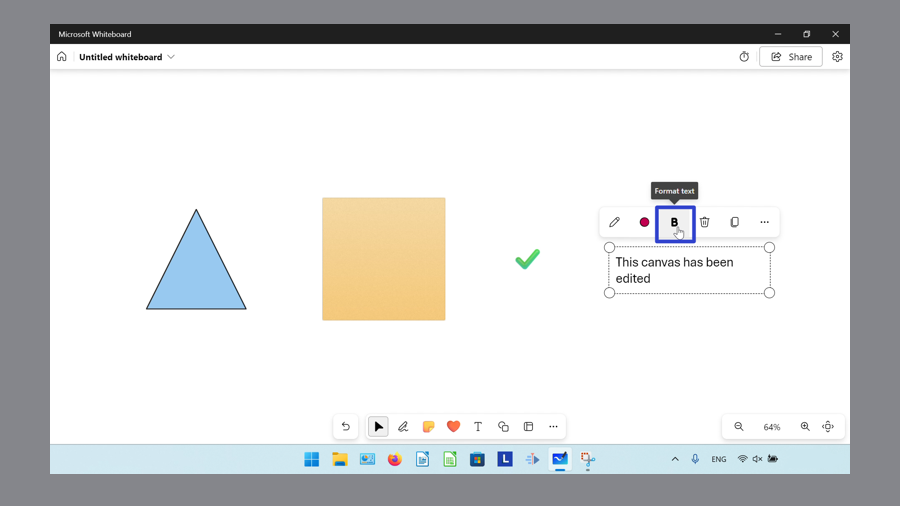 Microsoft Whiteboard
Untitled whiteboard
Share
Format text
B
This canvas has been
edited
T
64%
L
ENG